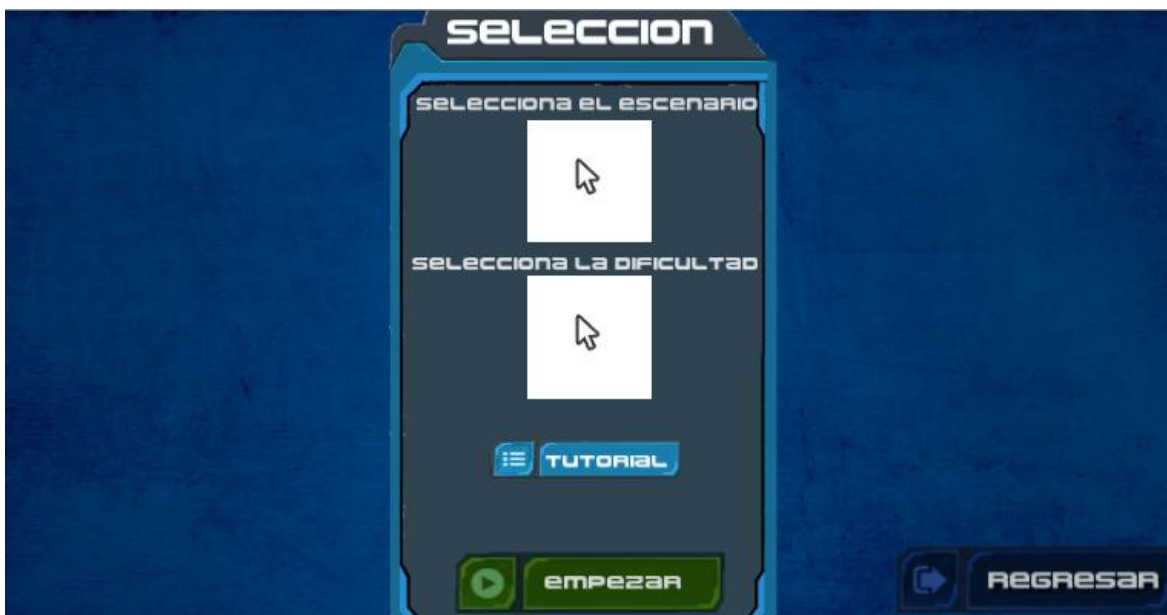 SELECCION
SELECCIONA EL ESCENARIO
SELECCIONA LA DIFICULTAD
TUTORIAL
EMPEZAR
REGRESAR